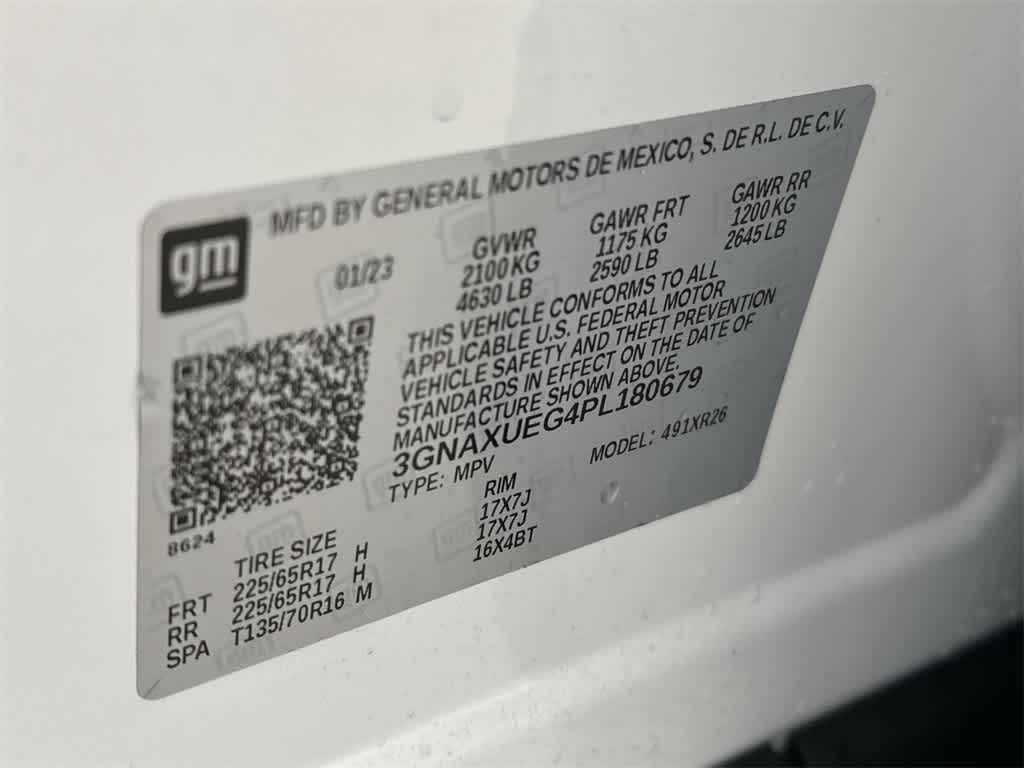 gm
MFD BY GENERAL MOTORS DE MEXICO, S. DE R.L. DE C.V.
01/23
GVWR
2100 KG
4630 LB
GAWR FRT
1175 KG
2590 LB
GAWR RR
1200 KG
2645 LB
THIS VEHICLE CONFORMS TO ALL
APPLICABLE U.S. FEDERAL MOTOR
VEHICLE SAFETY AND THEFT PREVENTION
STANDARDS IN EFFECT ON THE DATE OF
MANUFACTURE SHOWN ABOVE.
3GNAXUEG4PL180679
TYPE: MPV
MODEL: 491XR26
8624
TIRE SIZE RIM
FRT 225/65R17 H 17X7J
RR 225/65R17 H 17X7J
SPA T135/70R16 M 16X4BT